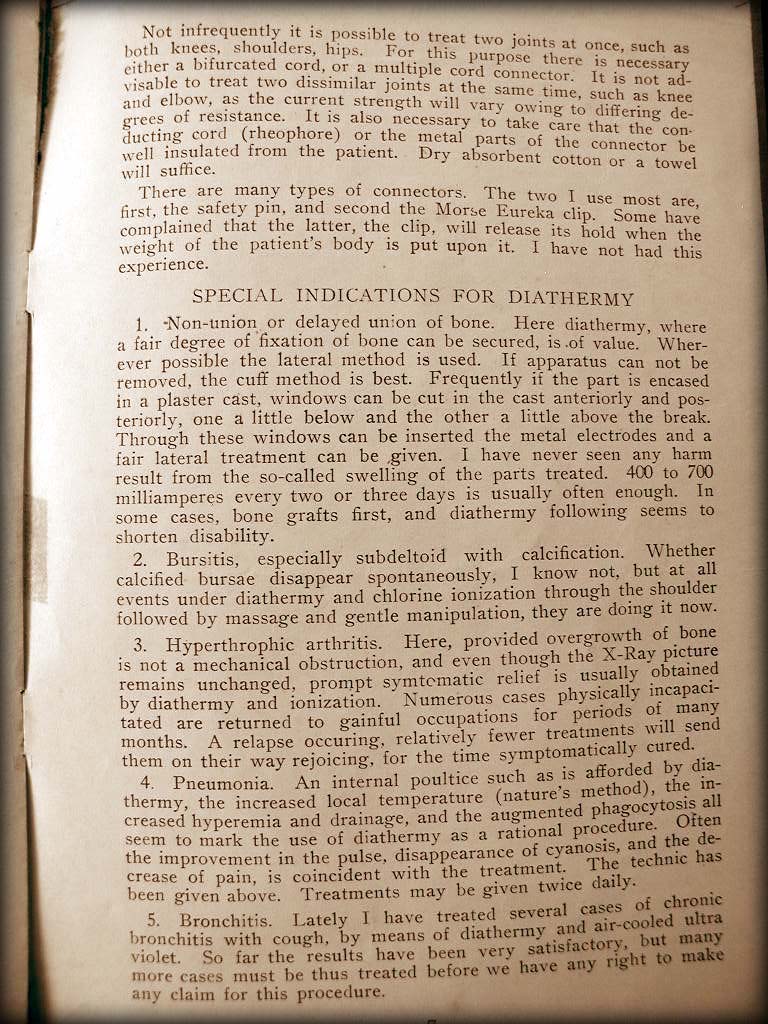 Not infrequently it is possible to treat two joints at once, such as
both knees, shoulders, hips. For this purpose there is necessary
either a bifurcated cord, or a multiple cord connector. It is not ad-
visable to treat two dissimilar joints at the same time, such as knee
and elbow, as the current strength will vary owing to differing de-
grees of resistance. It is also necessary to take care that the con-
ducting cord (rheophore) or the metal parts of the connector be
well insulated from the patient. Dry absorbent cotton or a towel
will suffice.
There are many types of connectors. The two I use most are,
first, the safety pin, and second the Morse Eureka clip. Some have
complained that the latter, the clip, will release its hold when the
weight of the patient's body is put upon it. I have not had this
experience.
SPECIAL INDICATIONS FOR DIATHERMY
1. Non-union or delayed union of bone. Here diathermy, where
a fair degree of fixation of bone can be secured, is of value. Wher-
ever possible the lateral method is used. If apparatus can not be
removed, the cuff method is best. Frequently if the part is encased
in a plaster cast, windows can be cut in the cast anteriorly and pos-
teriorly, one a little below and the other a little above the break.
Through these windows can be inserted the metal electrodes and a
fair lateral treatment can be given. I have never seen any harm
result from the so-called swelling of the parts treated. 400 to 700
milliamperes every two or three days is usually often enough. In
some cases, bone grafts first, and diathermy following seems to
shorten disability.
2. Bursitis, especially subdeltoid with calcification. Whether
calcified bursae disappear spontaneously, I know not, but at all
events under diathermy and chlorine ionization through the shoulder
followed by massage and gentle manipulation, they are doing it now.
3. Hyperthrophic arthritis. Here, provided overgrowth of bone
is not a mechanical obstruction, and even though the X-Ray picture
remains unchanged, prompt symtcmatic relief is usually obtained
by diathermy and ionization. Numerous cases physically incapaci-
tated are returned to gainful occupations for periods of many
months. A relapse occuring, relatively fewer treatments will send
them on their way rejoicing, for the time symptomatically cured.
4. Pneumonia. An internal poultice such as is afforded by dia-
thermy, the increased local temperature (nature's method), the in-
creased hyperemia and drainage, and the augmented phagocytosis all
seem to mark the use of diathermy as a rational procedure. Often
the improvement in the pulse, disappearance of cyanosis, and the de-
crease of pain, is coincident with the treatment. The technic has
been given above. Treatments may be given twice daily.
5. Bronchitis. Lately I have treated several cases of chronic
bronchitis with cough, by means of diathermy and air-cooled ultra
violet. So far the results have been very satisfactory, but many
more cases must be thus treated before we have any right to make
any claim for this procedure.